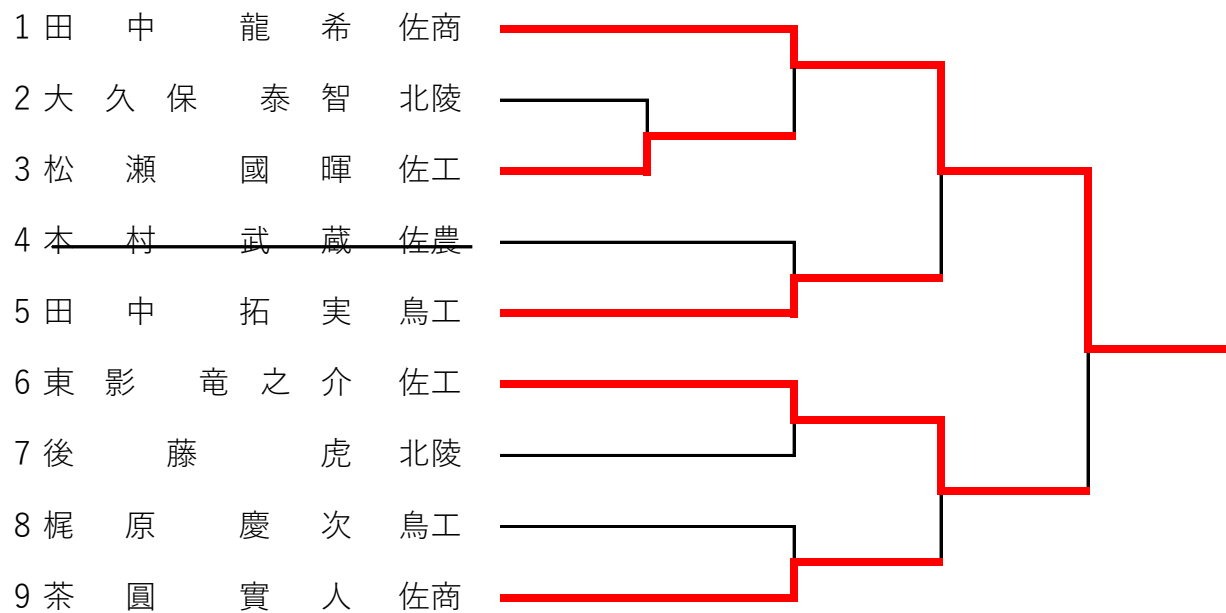 1 田中 龍希 佐商
2 大久保 泰智 北陵
3 松瀬 國暉 佐工
4 木村 武蔵 佐農
5 田中 拓実 鳥工
6 東影 竜之介 佐工
7 後藤 虎 北陵
8 梶原 慶次 鳥工
9 茶圓 實人 佐商